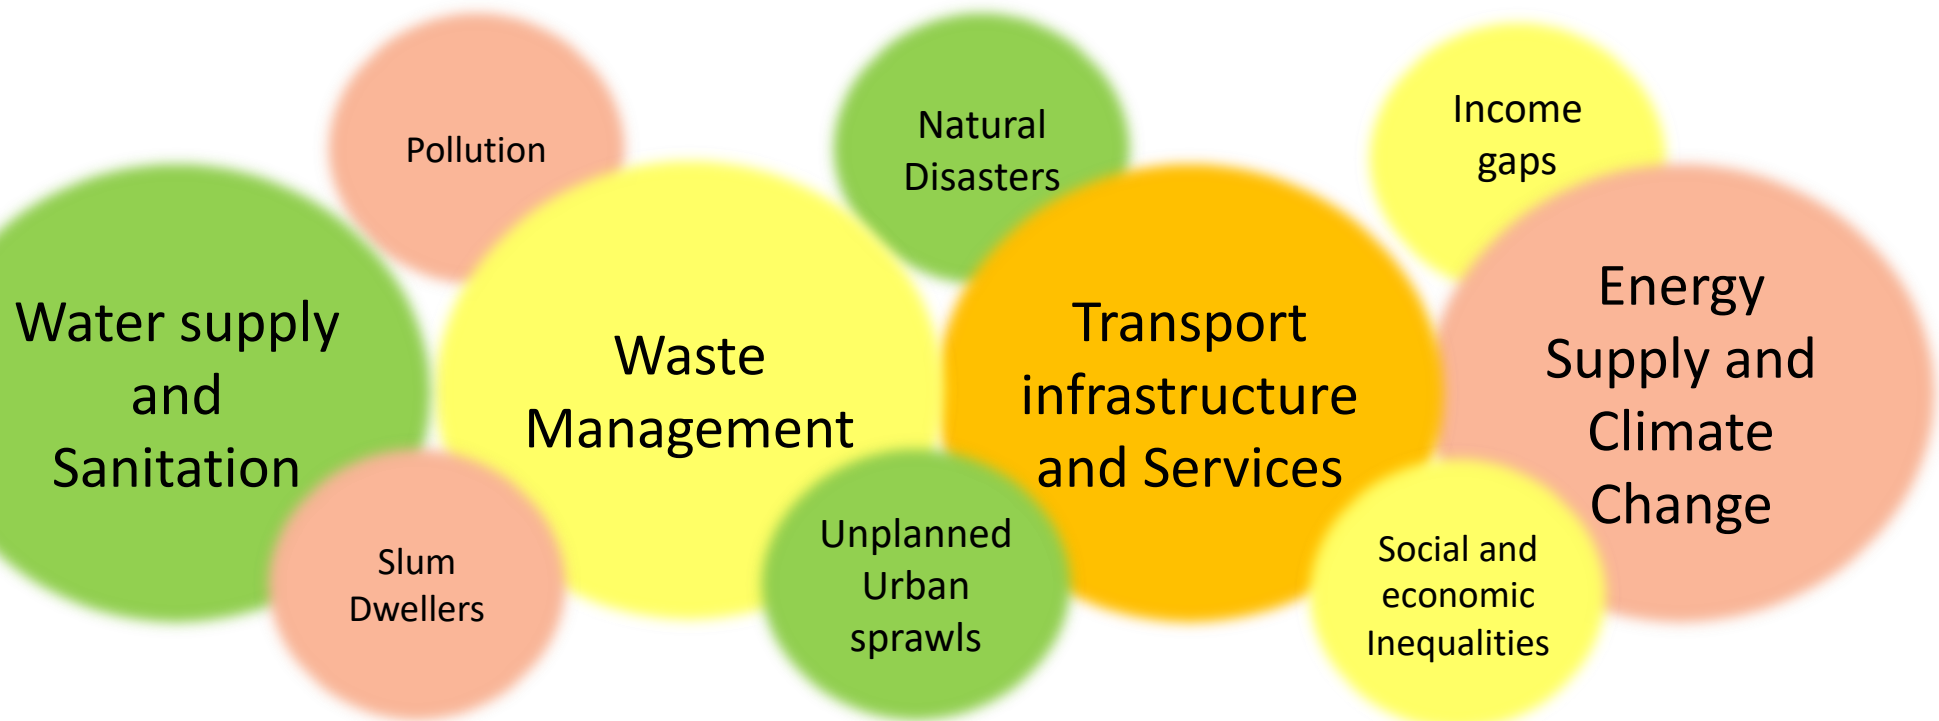 Pollution
Natural
Disasters
Income
gaps
Water supply
and
Sanitation
Waste
Management
Transport
infrastructure
and Services
Energy
Supply and
Climate
Change
Slum
Dwellers
Unplanned
Urban
sprawls
Social and
economic
Inequalities